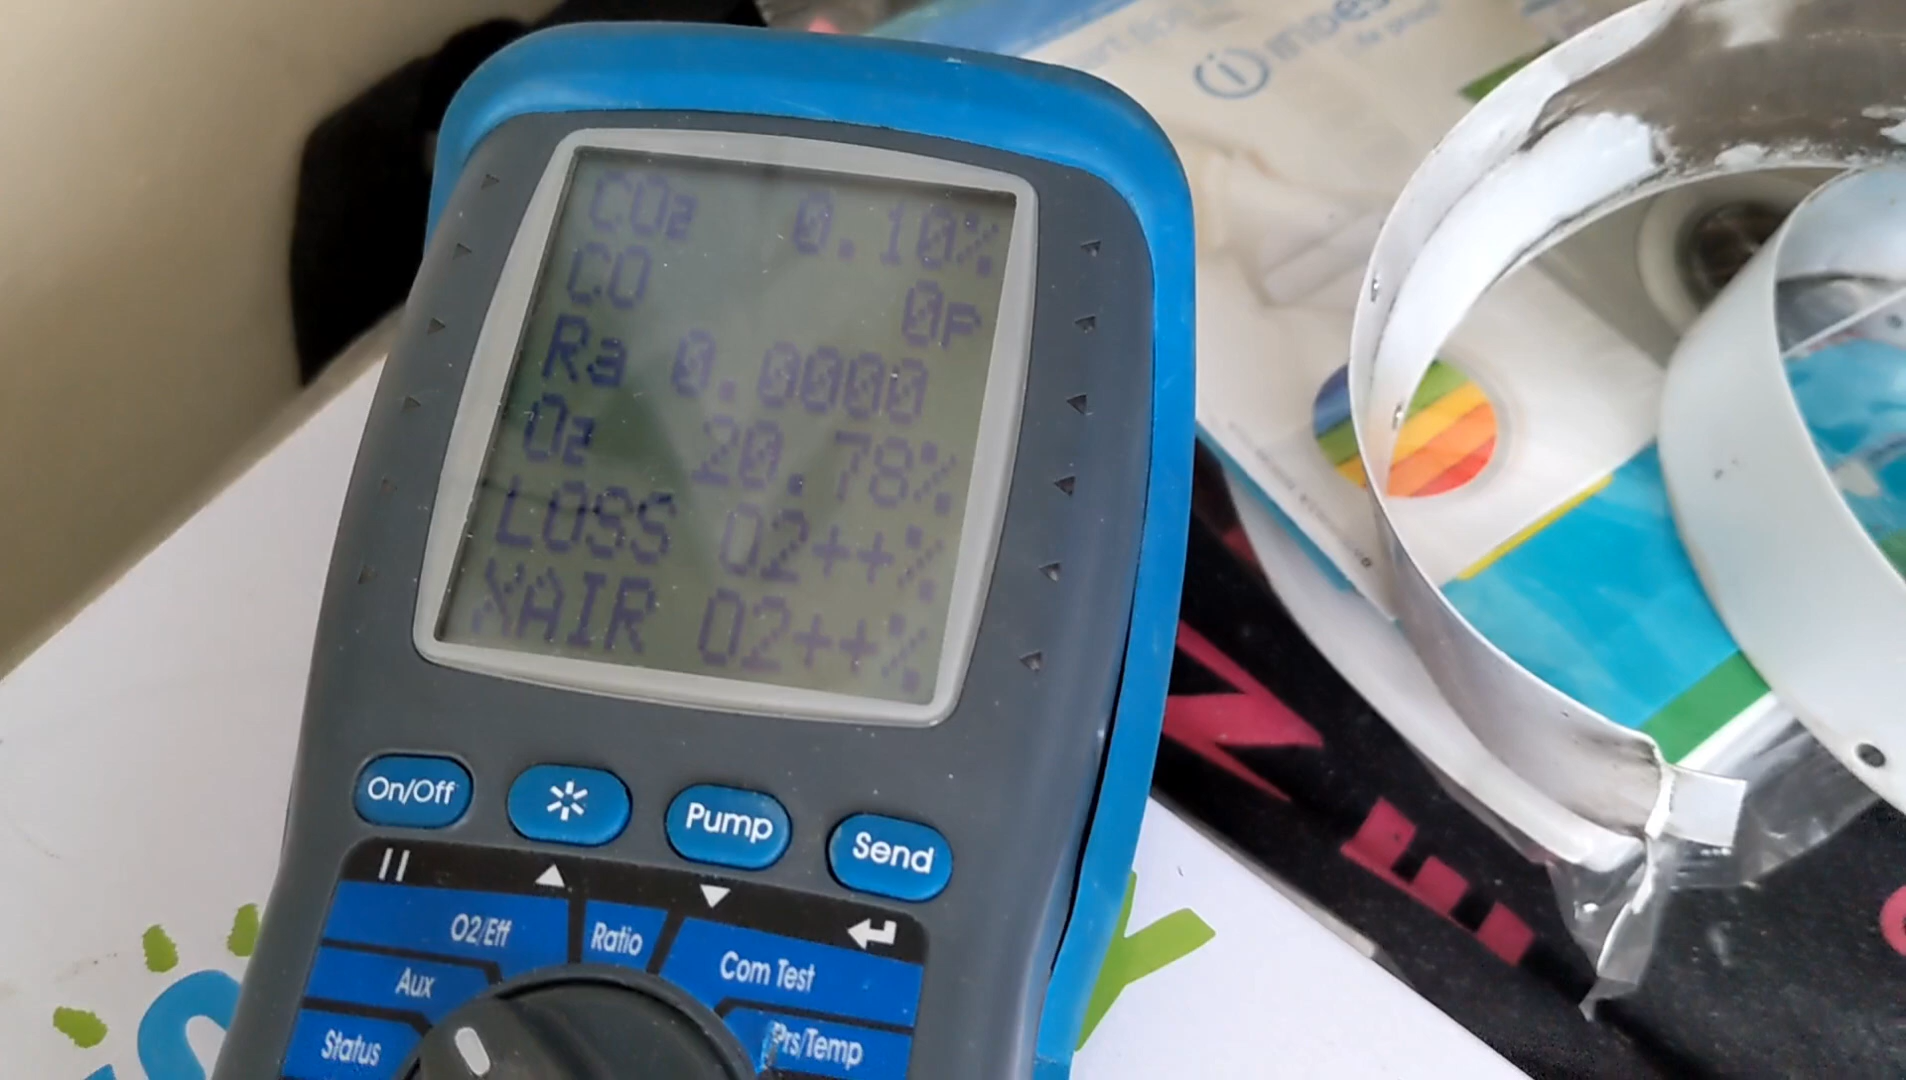 CO2 0.10%
CO 0P
Ra 0.0000
O2 20.78%
LOSS O2++%
XAIR O2++%
On/Off
Pump
Send
O2/Eff
Ratio
Com Test
Aux
Prs/Temp
Status